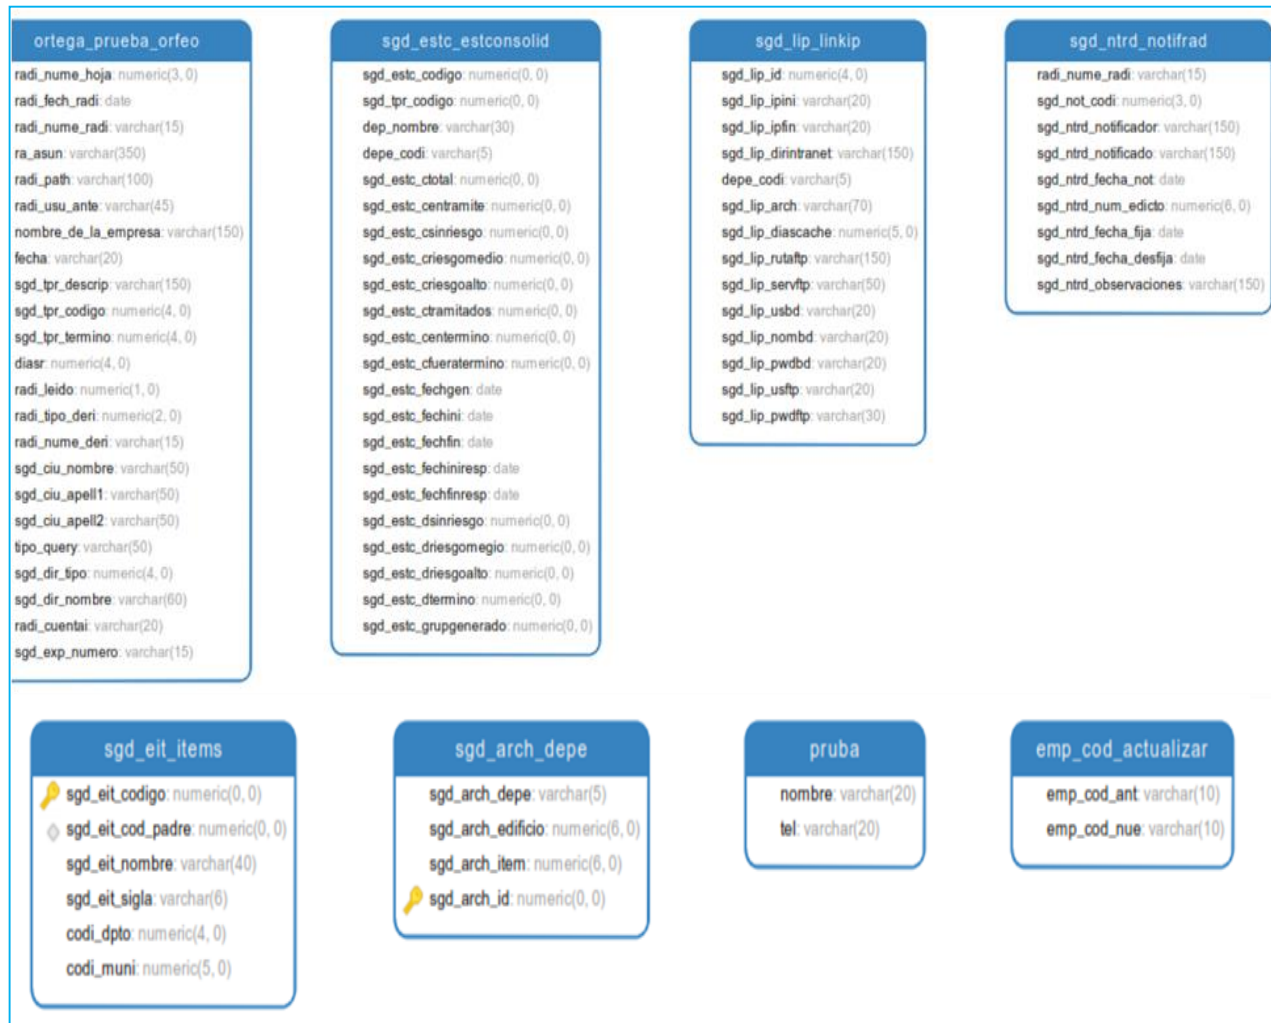 ortega_prueba_orfeo
radi_nume_hoja: numeric(3, 0)
radi_fech_radi: date
radi_nume_radi: varchar(15)
ra_asun: varchar(350)
radi_path: varchar(100)
radi_usu_ante: varchar(45)
nombre_de_la_empresa: varchar(150)
fecha: varchar(20)
sgd_tpr_descrip: varchar(150)
sgd_tpr_codigo: numeric(4, 0)
sgd_tpr_termino: numeric(4, 0)
diasr: numeric(4, 0)
radi_leido: numeric(1, 0)
radi_tipo_deri: numeric(2, 0)
radi_nume_deri: varchar(15)
sgd_ciu_nombre: varchar(50)
sgd_ciu_apell1: varchar(50)
sgd_ciu_apell2: varchar(50)
tipo_query: varchar(50)
sgd_dir_tipo: numeric(4, 0)
sgd_dir_nombre: varchar(60)
radi_cuentai: varchar(20)
sgd_exp_numero: varchar(15)
sgd_estc_estconsolid
sgd_estc_codigo: numeric(0, 0)
sgd_tpr_codigo: numeric(0, 0)
dep_nombre: varchar(30)
depe_codi: varchar(5)
sgd_estc_ctotal: numeric(0, 0)
sgd_estc_centramite: numeric(0, 0)
sgd_estc_csinriesgo: numeric(0, 0)
sgd_estc_criesgomedio: numeric(0, 0)
sgd_estc_criesgoalto: numeric(0, 0)
sgd_estc_ctramitados: numeric(0, 0)
sgd_estc_centermino: numeric(0, 0)
sgd_estc_cfueratermino: numeric(0, 0)
sgd_estc_fechgen: date
sgd_estc_fechini: date
sgd_estc_fechfin: date
sgd_estc_fechiniresp: date
sgd_estc_fechfinresp: date
sgd_estc_dsinriesgo: numeric(0, 0)
sgd_estc_driesgomegio: numeric(0, 0)
sgd_estc_driesgoalto: numeric(0, 0)
sgd_estc_dtermino: numeric(0, 0)
sgd_estc_grupgenerado: numeric(0, 0)
sgd_lip_linkip
sgd_lip_id: numeric(4, 0)
sgd_lip_ipini: varchar(20)
sgd_lip_ipfin: varchar(20)
sgd_lip_dirintranet: varchar(150)
depe_codi: varchar(5)
sgd_lip_arch: varchar(70)
sgd_lip_diascache: numeric(5, 0)
sgd_lip_rutaftp: varchar(150)
sgd_lip_servftp: varchar(50)
sgd_lip_usbd: varchar(20)
sgd_lip_nombd: varchar(20)
sgd_lip_pwdbd: varchar(20)
sgd_lip_usftp: varchar(20)
sgd_lip_pwdftp: varchar(30)
sgd_ntrd_notifrad
radi_nume_radi: varchar(15)
sgd_not_codi: numeric(3, 0)
sgd_ntrd_notificador: varchar(150)
sgd_ntrd_notificado: varchar(150)
sgd_ntrd_fecha_not: date
sgd_ntrd_num_edicto: numeric(6, 0)
sgd_ntrd_fecha_fija: date
sgd_ntrd_fecha_desfija: date
sgd_ntrd_observaciones: varchar(150)
sgd_eit_items
sgd_eit_codigo: numeric(0, 0)
sgd_eit_cod_padre: numeric(0, 0)
sgd_eit_nombre: varchar(40)
sgd_eit_sigla: varchar(6)
codi_dpto: numeric(4, 0)
codi_muni: numeric(5, 0)
sgd_arch_depe
sgd_arch_depe: varchar(5)
sgd_arch_edificio: numeric(6, 0)
sgd_arch_item: numeric(6, 0)
sgd_arch_id: numeric(0, 0)
pruba
nombre: varchar(20)
tel: varchar(20)
emp_cod_actualizar
emp_cod_ant: varchar(10)
emp_cod_nue: varchar(10)